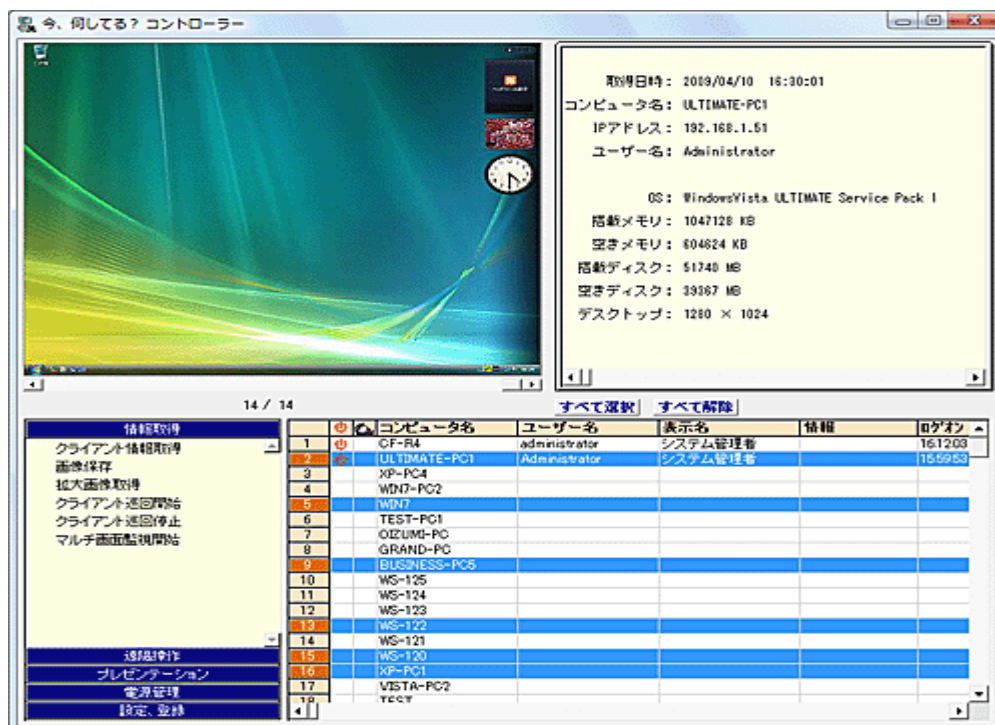 今、何してる? コントローラー
取得日時: 2009/04/10 16:30:01
コンピュータ名: ULTIMATE-PC1
IPアドレス: 192.168.1.51
ユーザー名: Administrator
OS: WindowsVista ULTIMATE Service Pack 1
搭載メモリ: 1047128 KB
空きメモリ: 604624 KB
搭載ディスク: 51740 MB
空きディスク: 39367 MB
デスクトップ: 1280 × 1024
14 / 14
すべて選択 すべて解除
情報取得
クライアント情報取得
画像保存
拡大画像取得
クライアント巡回開始
クライアント巡回停止
マルチ画面監視開始
遠隔操作
プレゼンテーション
電源管理
設定、登録
コンピュータ名 ユーザー名 表示名 情報 ログオン
1 CF-R4 administrator システム管理者 16:12:03
2 ULTIMATE-PC1 Administrator システム管理者 15:59:53
3 XP-PC4
4 WIN7-PC2
5 WIN7
6 TEST-PC1
7 OIZUMI-PC
8 GRAND-PC
9 BUSINESS-PC5
10 WS-125
11 WS-124
12 WS-123
13 WS-122
14 WS-121
15 WS-120
16 XP-PC1
17 VISTA-PC2
18 TEST